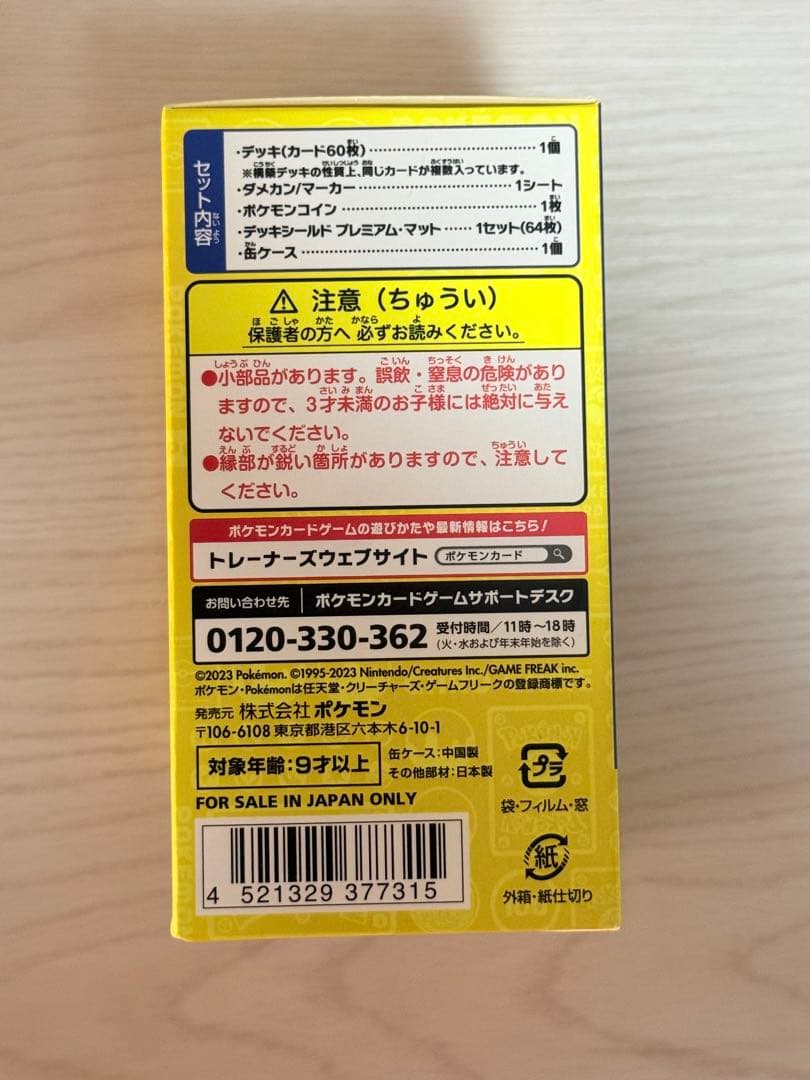 セット内容
・デッキ(カード60枚)……………………1個
※構築デッキの性質上、同じカードが複数入っています。
・ダメカン/マーカー……………………1シート
・ポケモンコイン……………………1枚
・デッキシールド プレミアム・マット……1セット(64枚)
・缶ケース……………………1個
⚠ 注意（ちゅうい）
保護者の方へ 必ずお読みください。
●小部品があります。誤飲・窒息の危険があり
ますので、3才未満のお子様には絶対に与え
ないでください。
●縁部が鋭い箇所がありますので、注意して
ください。
ポケモンカードゲームの遊びかたや最新情報はこちら！
トレーナーズウェブサイト ポケモンカード
お問い合わせ先 ポケモンカードゲームサポートデスク
0120-330-362 受付時間／11時〜18時
(火・水および年末年始を除く)
©2023 Pokémon. ©1995-2023 Nintendo/Creatures Inc./GAME FREAK inc.
ポケモン・Pokémonは任天堂・クリーチャーズ・ゲームフリークの登録商標です。
発売元 株式会社ポケモン
〒106-6108 東京都港区六本木6-10-1
対象年齢：9才以上
缶ケース：中国製
その他部材：日本製
FOR SALE IN JAPAN ONLY
プラ
袋・フィルム・窓
紙
外箱・紙仕切り
4 521329 377315